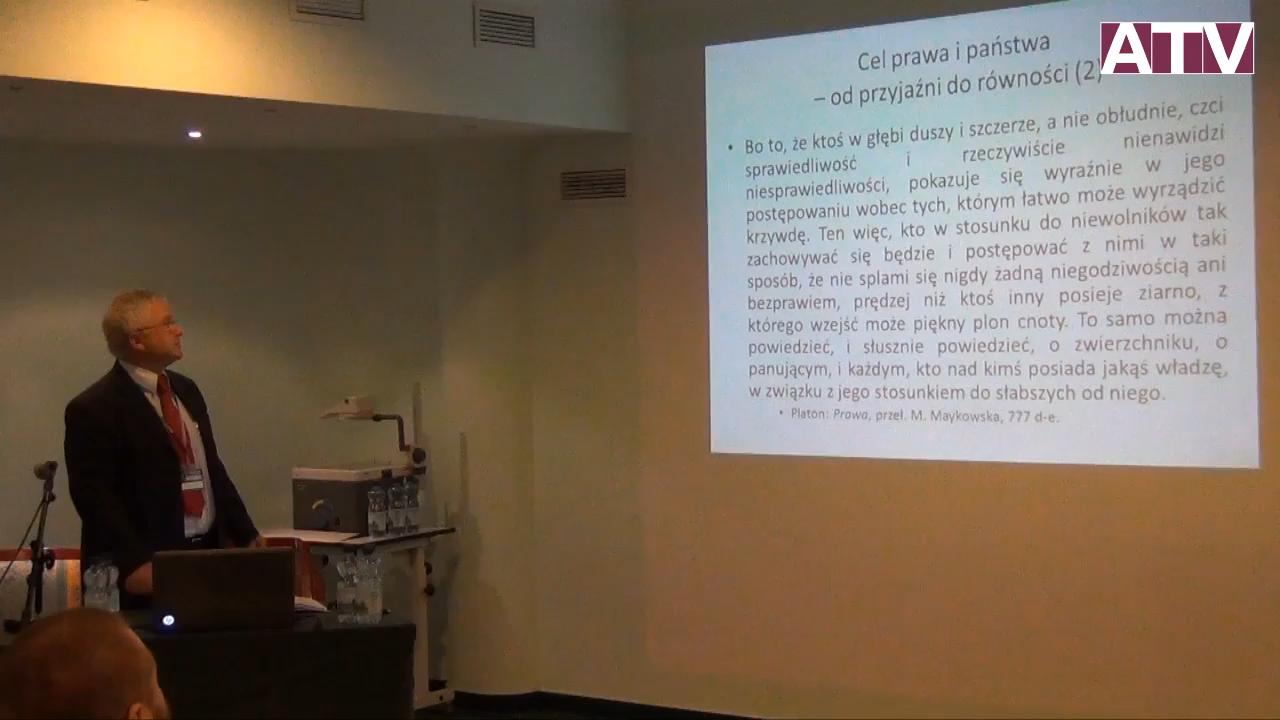 ATV
Cel prawa i państwa
– od przyjaźni do równości (2)
• Bo to, że ktoś w głębi duszy i szczerze, a nie obłudnie, czci
sprawiedliwość i rzeczywiście nienawidzi
niesprawiedliwości, pokazuje się wyraźnie w jego
postępowaniu wobec tych, którym łatwo może wyrządzić
krzywdę. Ten więc, kto w stosunku do niewolników tak
zachowywać się będzie i postępować z nimi w taki
sposób, że nie splami się nigdy żadną niegodziwością ani
bezprawiem, prędzej niż ktoś inny posieje ziarno, z
którego wzejść może piękny plon cnoty. To samo można
powiedzieć, i słusznie powiedzieć, o zwierzchniku, o
panującym, i każdym, kto nad kimś posiada jakąś władzę,
w związku z jego stosunkiem do słabszych od niego.
• Platon: Prawa, przeł. M. Maykowska, 777 d-e.